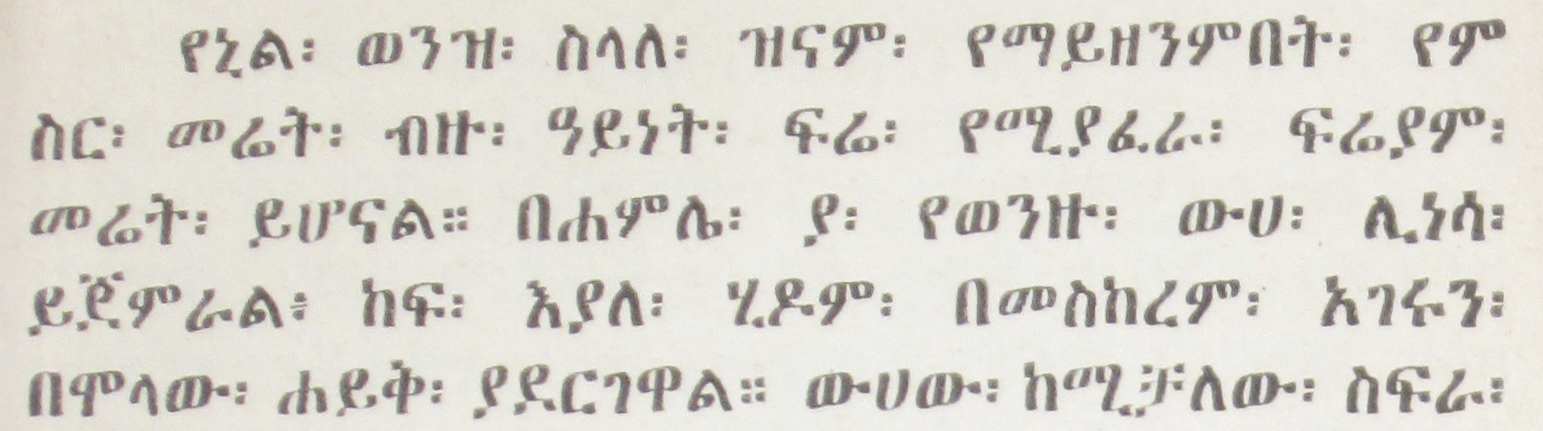 የኒል፡ ወንዝ፡ ስላለ፡ ዝናም፡ የማይዘንምበት፡ የም
ስር፡ መሬት፡ ብዙ፡ ዓይነት፡ ፍሬ፡ የሚያፈራ፡ ፍሬያም፡
መሬት፡ ይሆናል። በሐምሌ፡ ያ፡ የወንዙ፡ ውሀ፡ ሊነሳ፡
ይጀምራል፥ ከፍ፡ እያለ፡ ሂዶም፡ በመስከረም፡ አገሩን፡
በምላው፡ ሐይቅ፡ ያደርገዋል። ውሀው፡ ከሚቻለው፡ ስፍራ፡